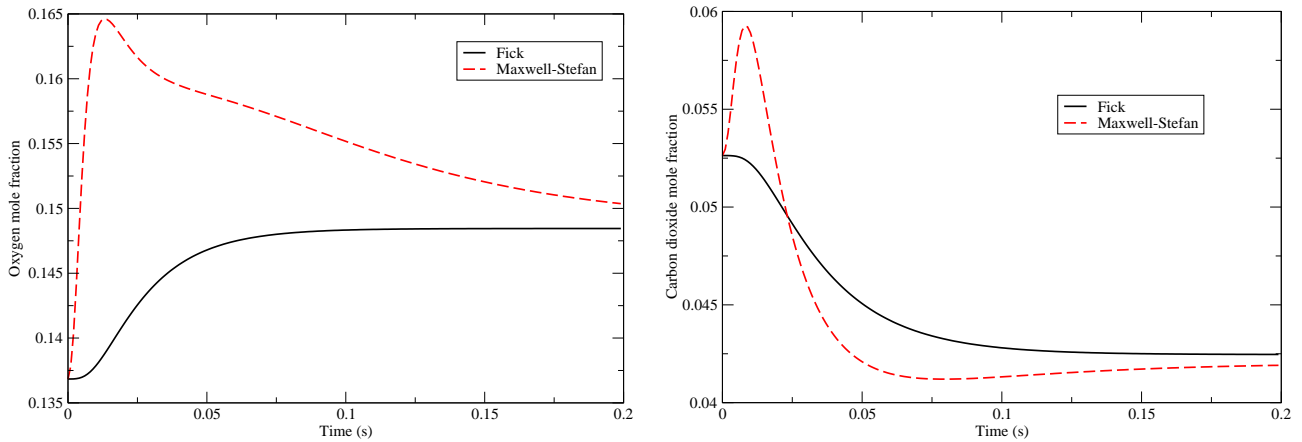 0.165
0.16
0.155
0.15
0.145
0.14
0.135
Oxygen mole fraction
Fick
Maxwell-Stefan
0
0.05
0.1
0.15
0.2
Time (s)
0.06
0.055
0.05
0.045
0.04
Carbon dioxide mole fraction
Fick
Maxwell-Stefan
0
0.05
0.1
0.15
0.2
Time (s)